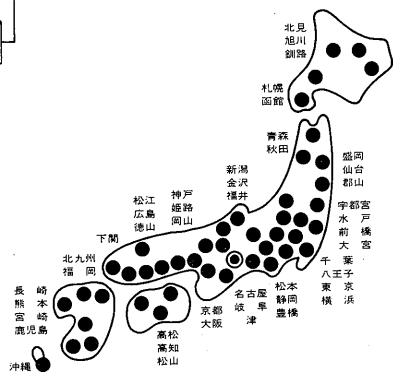 北見
旭川
釧路
札幌
函館
青森
秋田
盛岡
仙台
郡山
宇都宮
水戸
前橋
大宮
千葉
八王子
東京
横浜
新潟
金沢
福井
神戸
姫路
岡山
松江
広島
徳山
下関
北九州
福岡
長崎
熊本
宮崎
鹿児島
沖縄
高松
高知
松山
京都
大阪
名古屋
岐阜
津
松本
静岡
豊橋